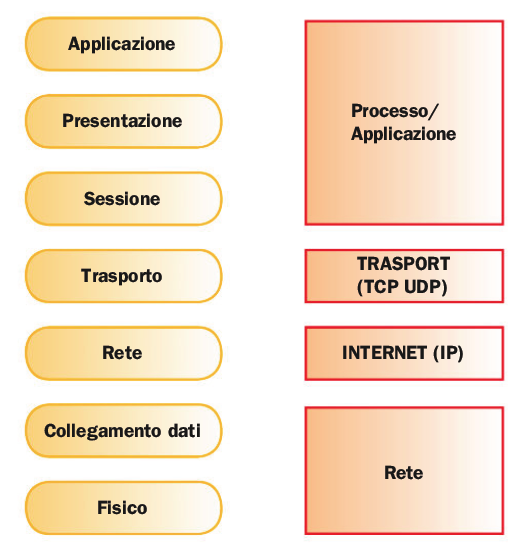 Applicazione
Presentazione
Sessione
Trasporto
Rete
Collegamento dati
Fisico
Processo/
Applicazione
TRASPORT
(TCP UDP)
INTERNET (IP)
Rete